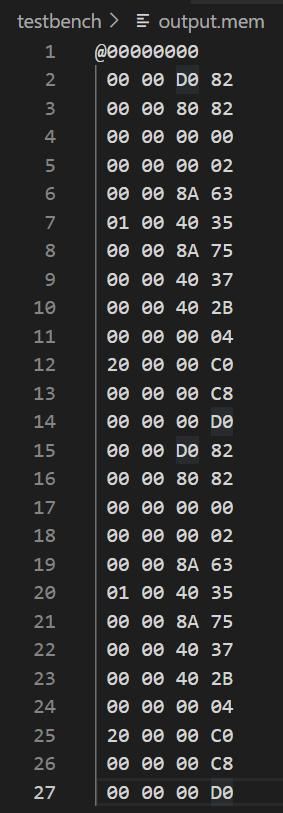 testbench > output.mem
1 @00000000
2 00 00 D0 82
3 00 00 80 82
4 00 00 00 00
5 00 00 00 02
6 00 00 8A 63
7 01 00 40 35
8 00 00 8A 75
9 00 00 40 37
10 00 00 40 2B
11 00 00 00 04
12 20 00 00 C0
13 00 00 00 C8
14 00 00 00 D0
15 00 00 D0 82
16 00 00 80 82
17 00 00 00 00
18 00 00 00 02
19 00 00 8A 63
20 01 00 40 35
21 00 00 8A 75
22 00 00 40 37
23 00 00 40 2B
24 00 00 00 04
25 20 00 00 C0
26 00 00 00 C8
27 00 00 00 D0